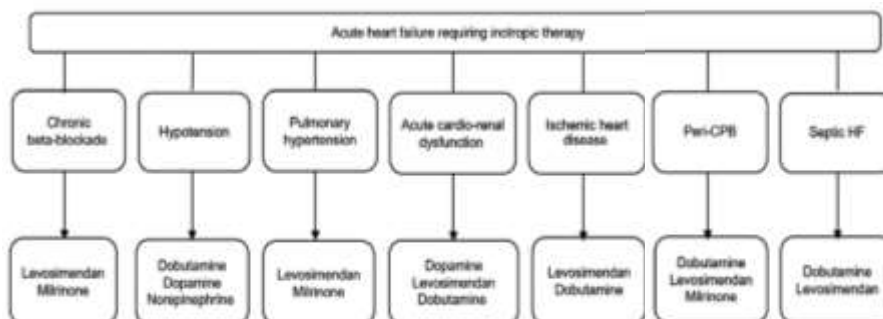 Acute heart failure requiring inotropic therapy
Chronic
beta-blockade
Hypotension
Pulmonary
hypertension
Acute cardio-renal
dysfunction
Ischemic heart
disease
Peri-CPB
Septic HF
Levosimendan
Milrinone
Dobutamine
Dopamine
Norepinephrine
Levosimendan
Milrinone
Dopamine
Levosimendan
Dobutamine
Levosimendan
Dobutamine
Dobutamine
Levosimendan
Milrinone
Dobutamine
Levosimendan